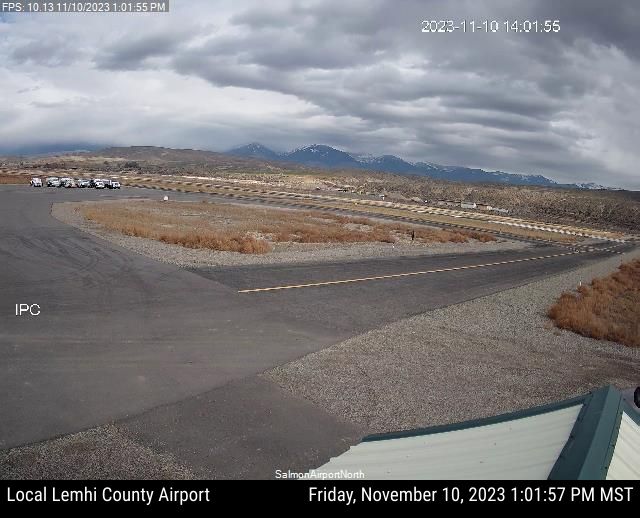 FPS: 10.13 11/10/2023 1:01:55 PM
2023-11-10 14:01:55
IPC
SalmonAirportNorth
Local Lemhi County Airport
Friday, November 10, 2023 1:01:57 PM MST